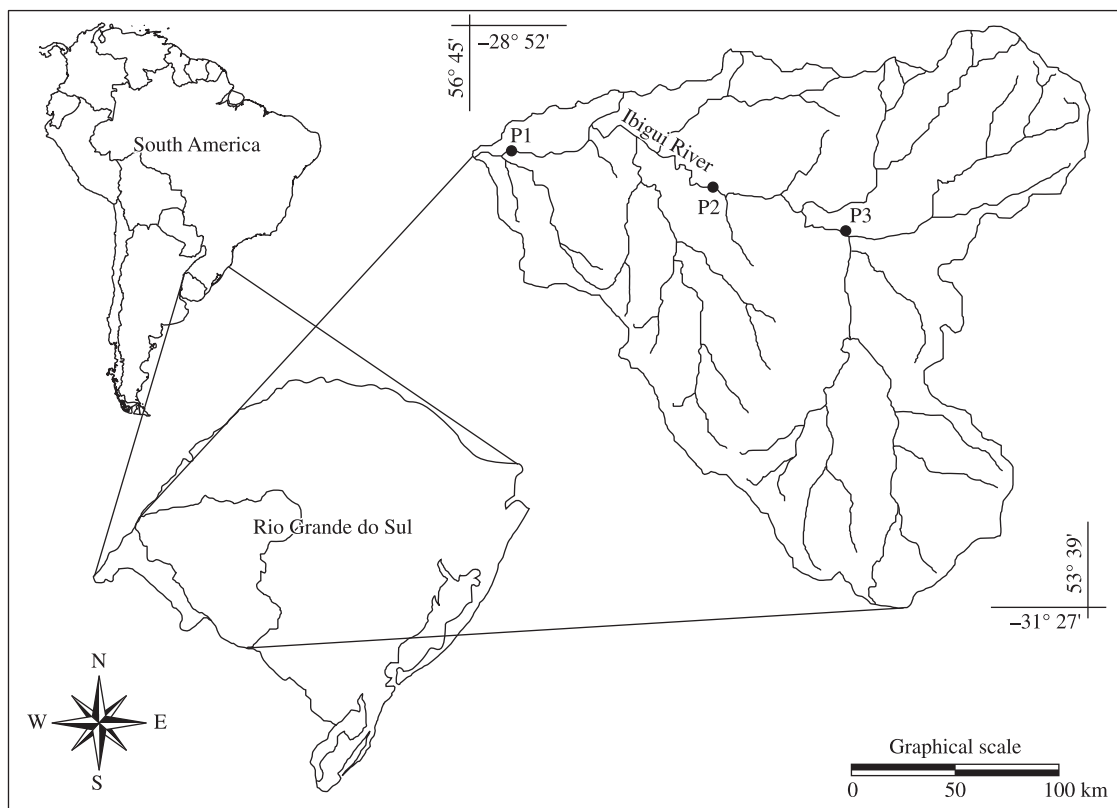 South America
56° 45'
–28° 52'
P1
Ibigui River
P2
P3
Rio Grande do Sul
53° 39'
–31° 27'
N
W
E
S
Graphical scale
0
50
100 km